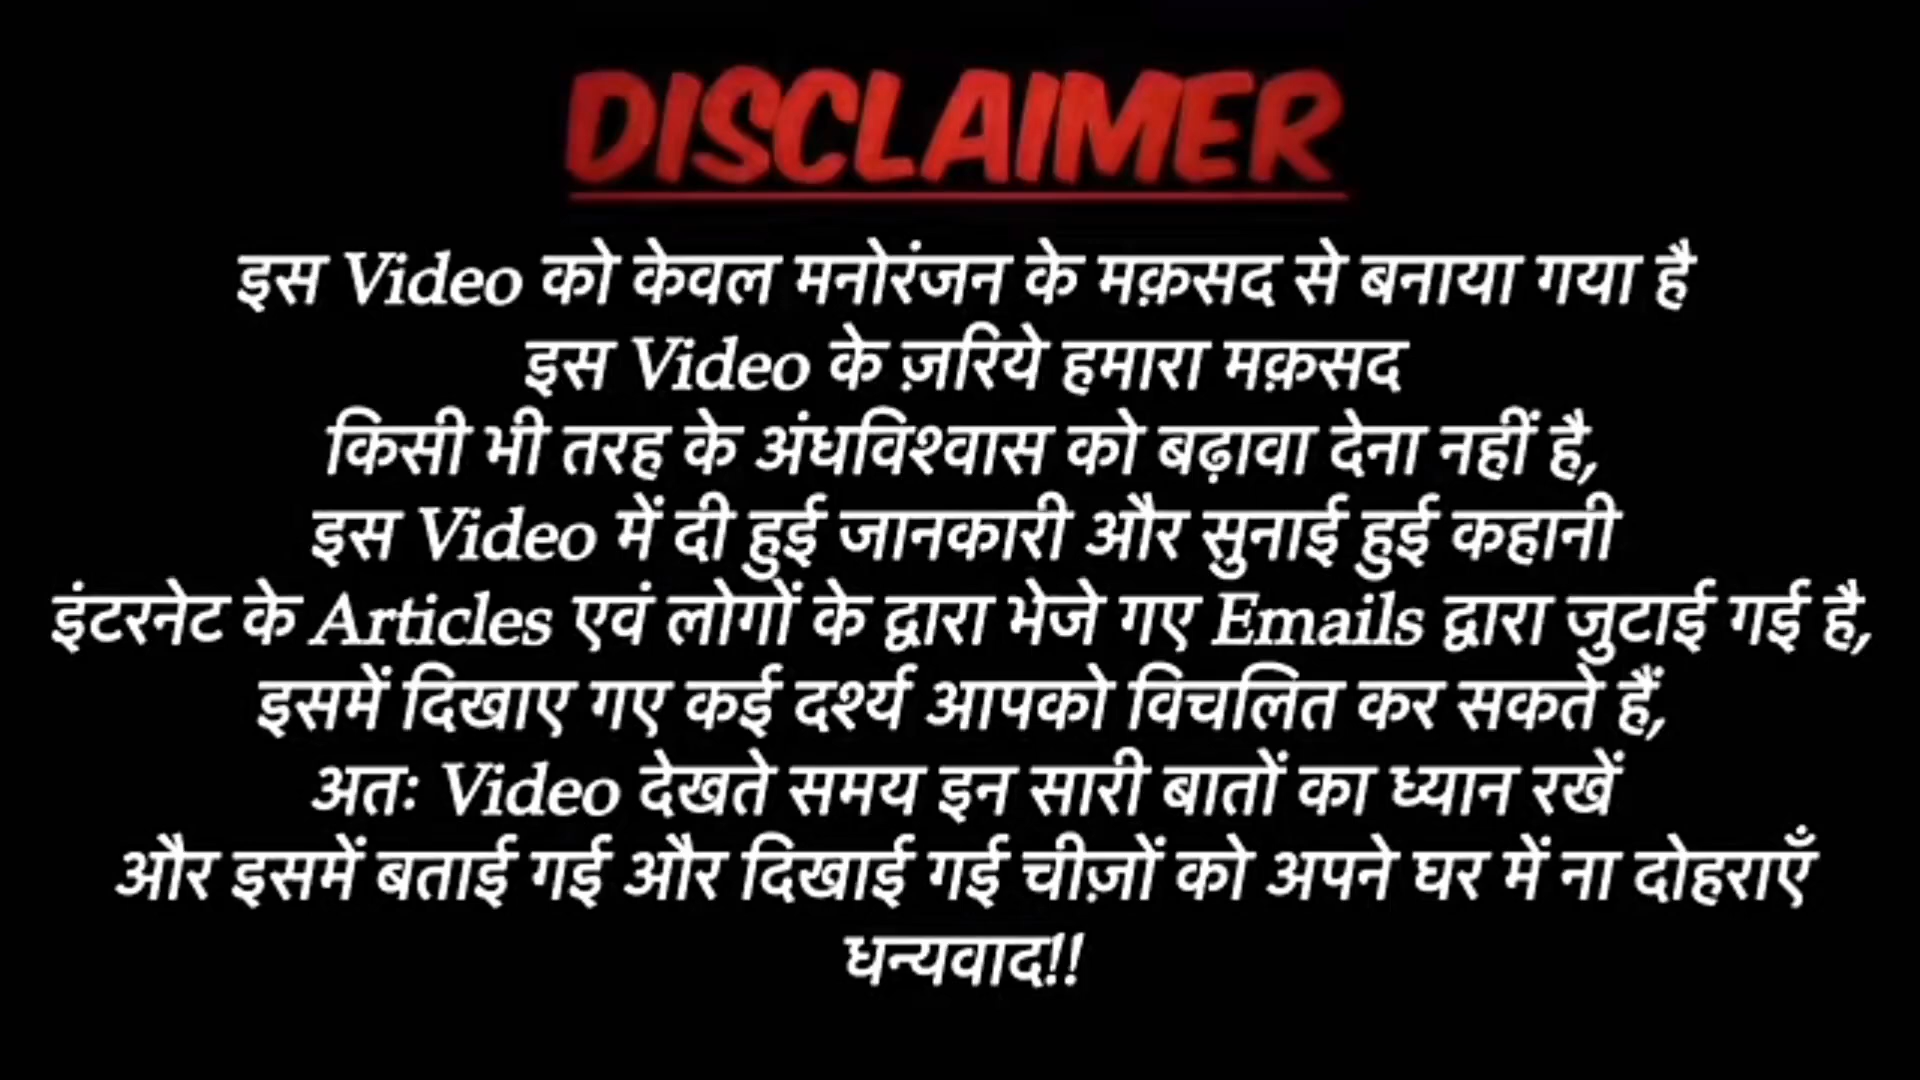 DISCLAIMER
इस Video को केवल मनोरंजन के मक़सद से बनाया गया है
इस Video के ज़रिये हमारा मक़सद
किसी भी तरह के अंधविश्वास को बढ़ावा देना नहीं है,
इस Video में दी हुई जानकारी और सुनाई हुई कहानी
इंटरनेट के Articles एवं लोगों के द्वारा भेजे गए Emails द्वारा जुटाई गई है,
इसमें दिखाए गए कई दर्श्य आपको विचलित कर सकते हैं,
अतः Video देखते समय इन सारी बातों का ध्यान रखें
और इसमें बताई गई और दिखाई गई चीज़ों को अपने घर में ना दोहराएँ
धन्यवाद!!